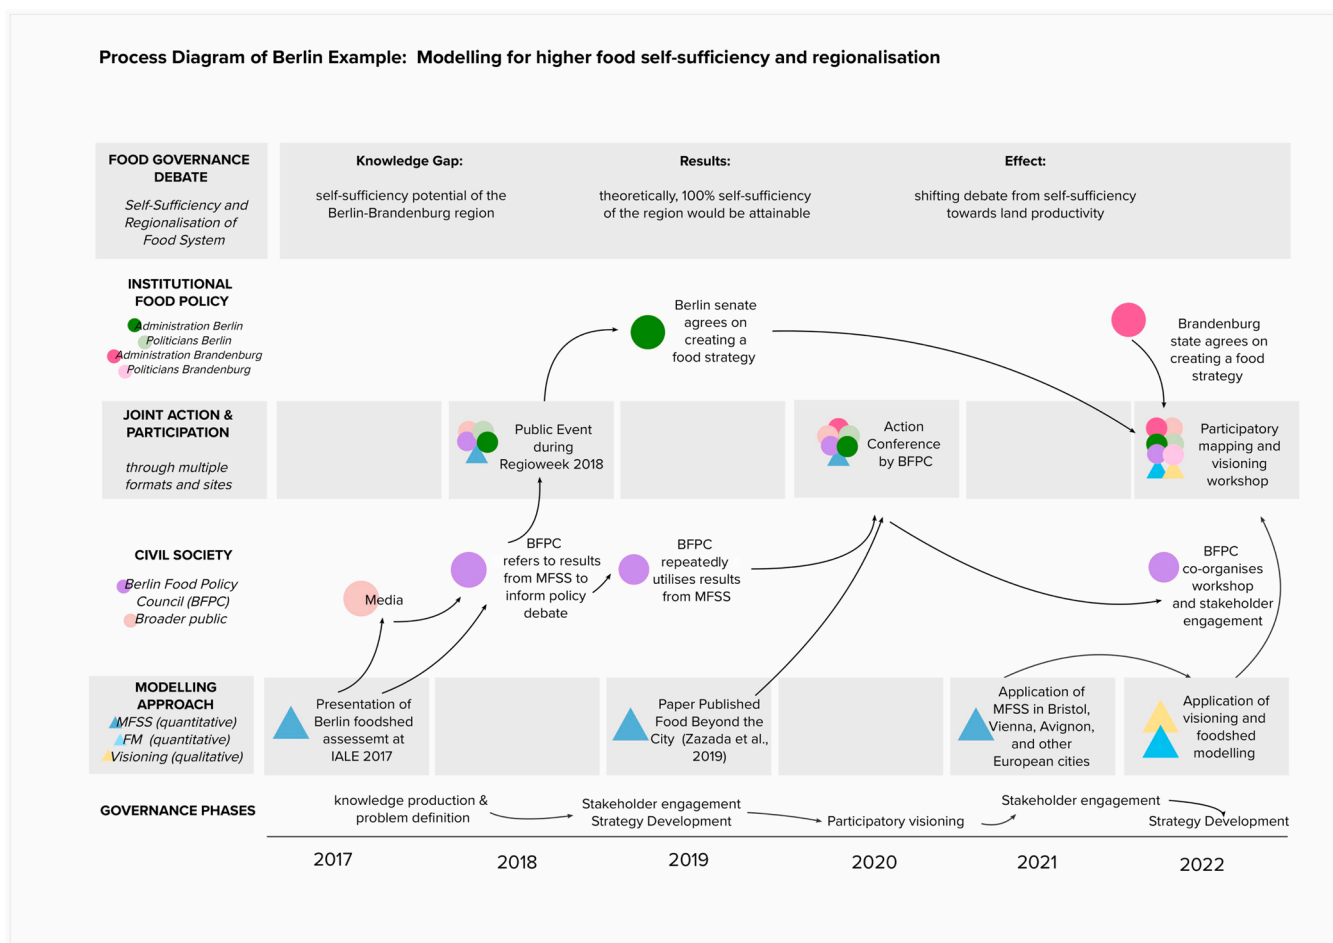 Process Diagram of Berlin Example: Modelling for higher food self-sufficiency and regionalisation
FOOD GOVERNANCE
DEBATE
Self-Sufficiency and
Regionalisation of
Food System
Knowledge Gap:
self-sufficiency potential of the
Berlin-Brandenburg region
Results:
theoretically, 100% self-sufficiency
of the region would be attainable
Effect:
shifting debate from self-sufficiency
towards land productivity
INSTITUTIONAL
FOOD POLICY
Administration Berlin
Politicians Berlin
Administration Brandenburg
Politicians Brandenburg
Berlin senate
agrees on
creating a
food strategy
Brandenburg
state agrees on
creating a food
strategy
JOINT ACTION &
PARTICIPATION
through multiple
formats and sites
Public Event
during
Regioweek 2018
Action
Conference
by BFPC
Participatory
mapping and
visioning
workshop
CIVIL SOCIETY
Berlin Food Policy
Council (BFPC)
Broader public
Media
BFPC
refers to results
from MFSS to
inform policy
debate
BFPC
repeatedly
utilises results
from MFSS
BFPC
co-organises
workshop
and stakeholder
engagement
MODELLING
APPROACH
MFSS (quantitative)
FM (quantitative)
Visioning (qualitative)
Presentation of
Berlin foodshed
assessemt at
IALE 2017
Paper Published
Food Beyond the
City (Zazada et al.,
2019)
Application of
MFSS in Bristol,
Vienna, Avignon,
and other
European cities
Application of
visioning and
foodshed
modelling
GOVERNANCE PHASES
knowledge production &
problem definition
Stakeholder engagement
Strategy Development
Participatory visioning
Stakeholder engagement
Strategy Development
2017
2018
2019
2020
2021
2022